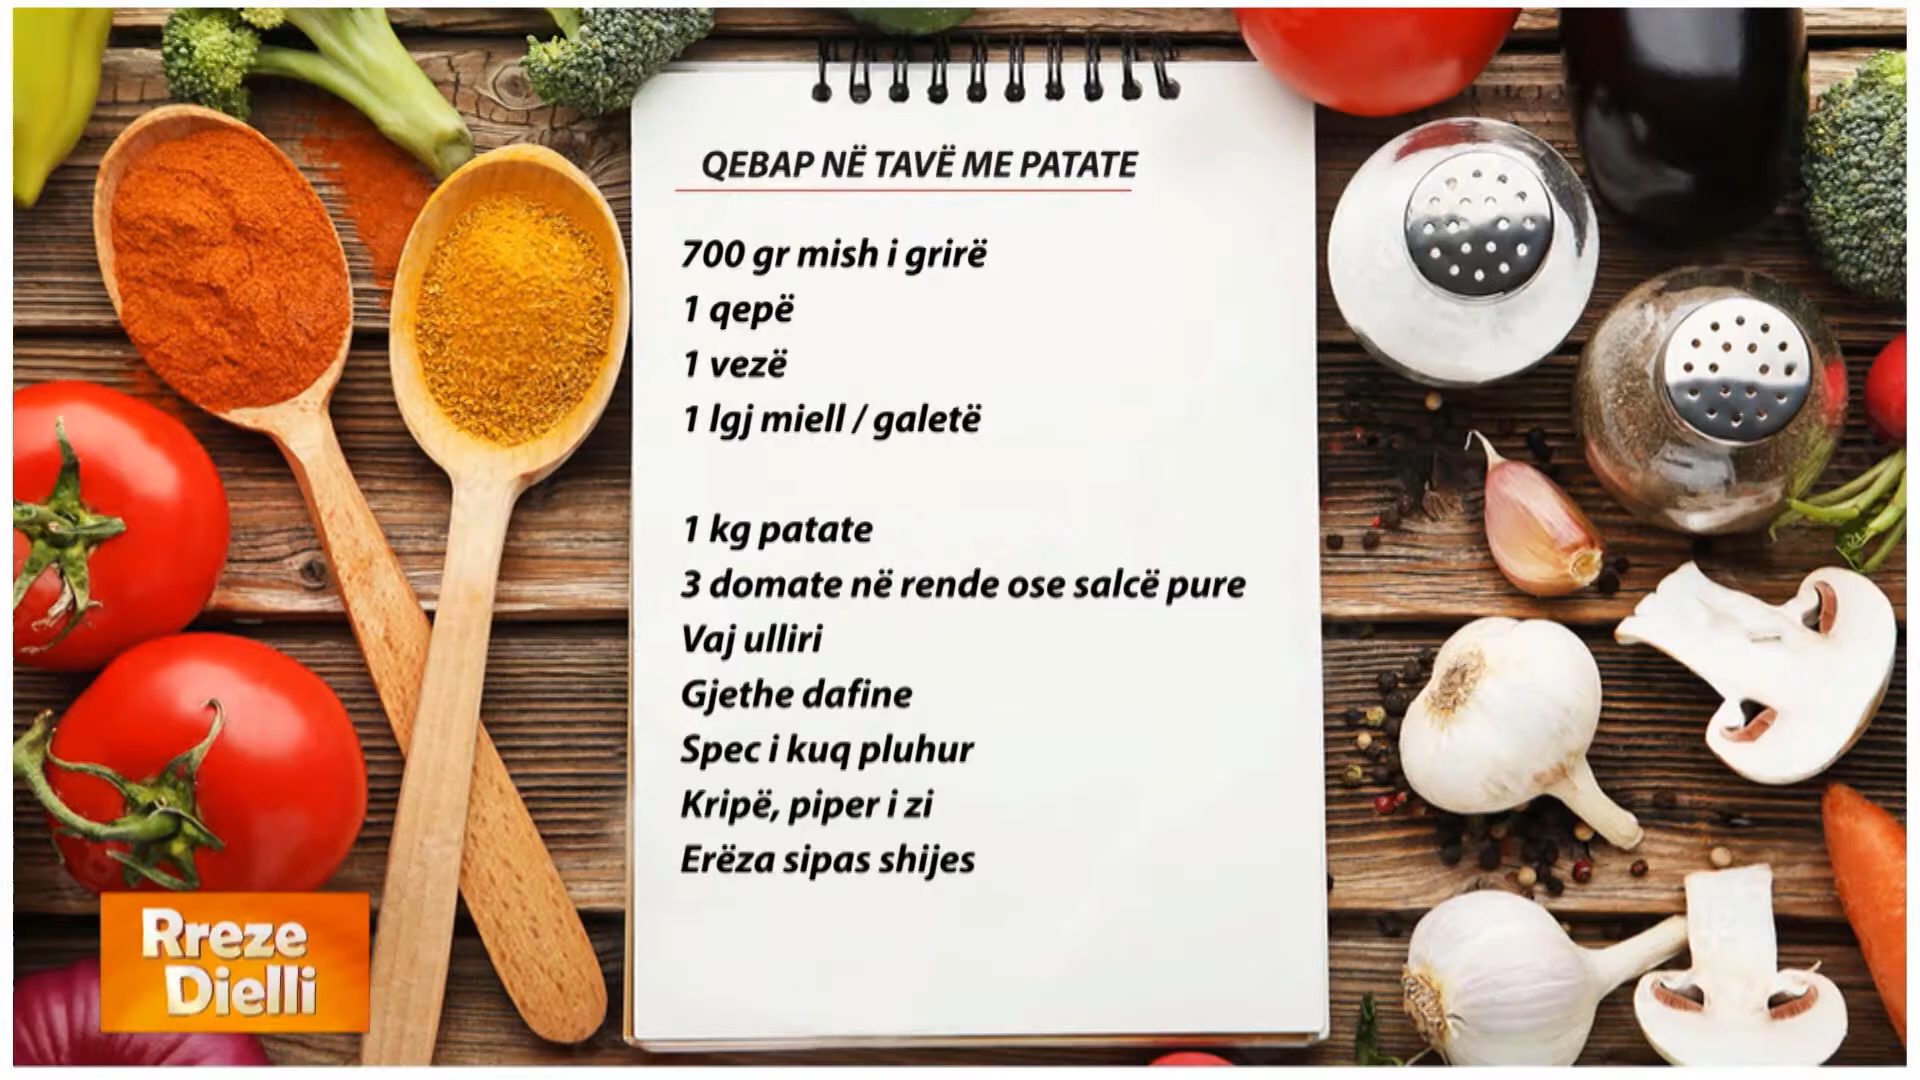 QEBAP NË TAVË ME PATATE
700 gr mish i grirë
1 qepë
1 vezë
1 lgj miell / galetë
1 kg patate
3 domate në rende ose salcë pure
Vaj ulliri
Gjethe dafine
Spec i kuq pluhur
Kripë, piper i zi
Erëza sipas shijes
Rreze
Dielli